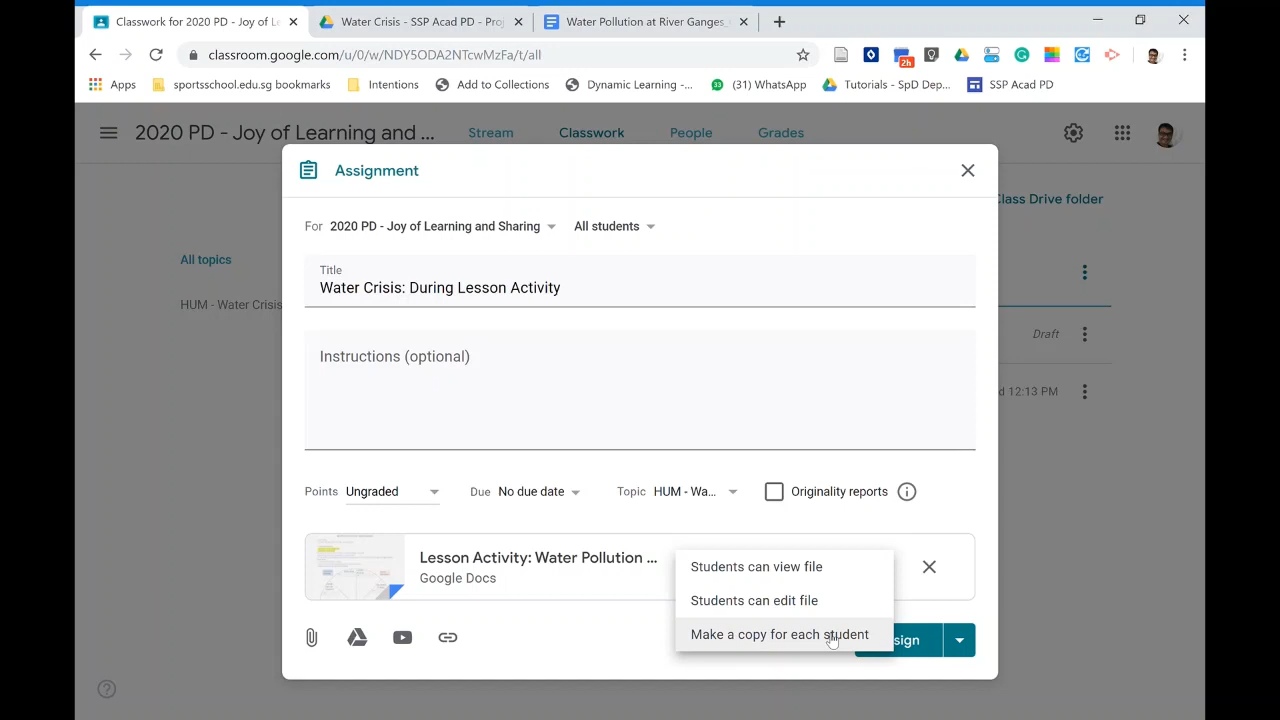 Classwork for 2020 PD - Joy of Le
Water Crisis - SSP Acad PD - Proj
Water Pollution at River Ganges_
classroom.google.com/u/0/w/NDY5ODA2NTcwMzFa/t/all
2h
Apps
sportsschool.edu.sg bookmarks
Intentions
Add to Collections
Dynamic Learning -...
33
(31) WhatsApp
Tutorials - SpD Dep...
SSP Acad PD
2020 PD - Joy of Learning and ...
Stream
Classwork
People
Grades
Assignment
Class Drive folder
For 2020 PD - Joy of Learning and Sharing
All students
All topics
Title
Water Crisis: During Lesson Activity
HUM - Water Crisis
Draft
Instructions (optional)
d 12:13 PM
Points Ungraded
Due No due date
Topic HUM - Wa...
Originality reports
Lesson Activity: Water Pollution ...
Google Docs
Students can view file
Students can edit file
Make a copy for each student
sign